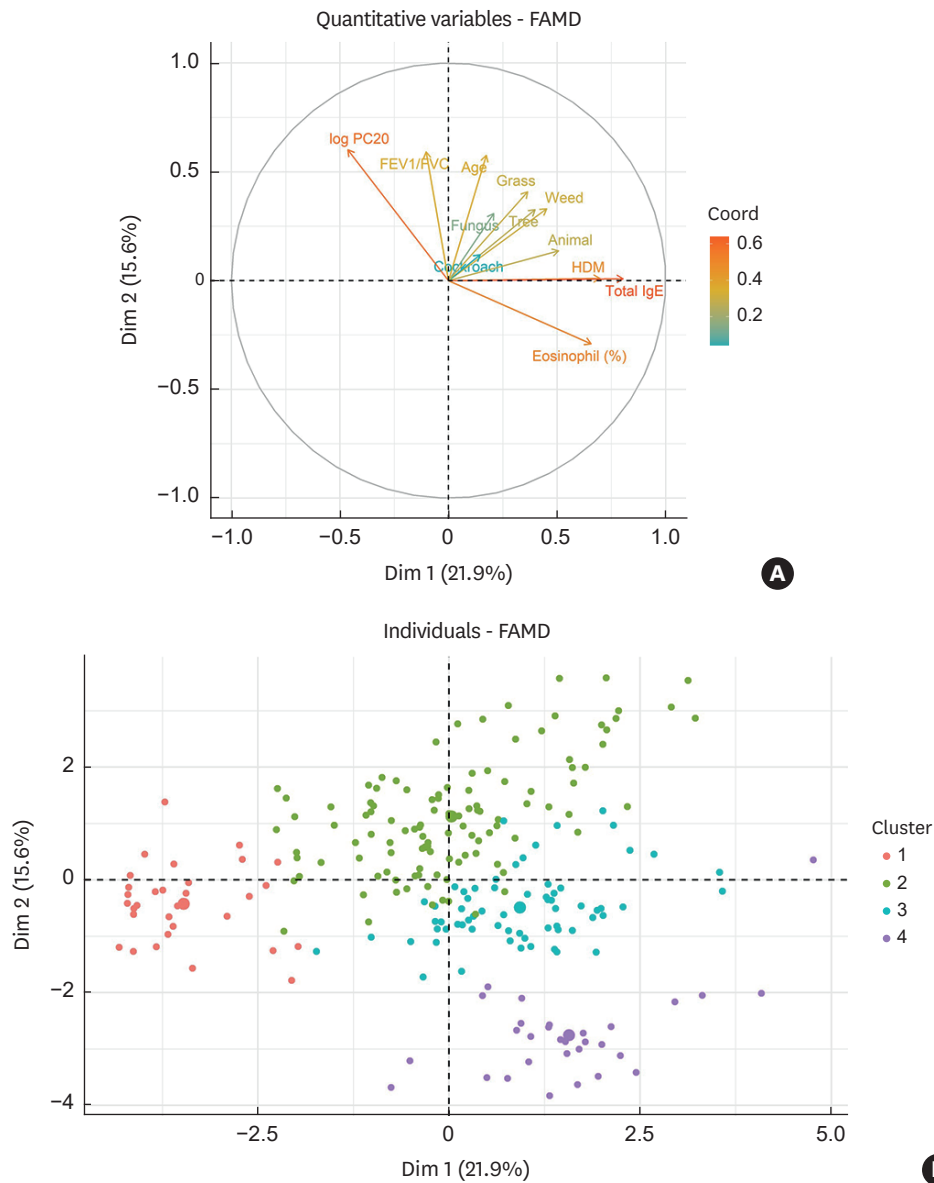 Quantitative variables - FAMD
1.0
log PC20
FEV1/FVC
Age
0.5
Grass
Weed
Fungus
Tree
Coord
Animal
0.6
Cockroach
HDM
0
Total IgE
0.4
0.2
Eosinophil (%)
−0.5
−1.0
Dim 2 (15.6%)
−1.0 −0.5 0 0.5 1.0
Dim 1 (21.9%)
A
Individuals - FAMD
2
0
−2
−4
Dim 2 (15.6%)
Cluster
1
2
3
4
−2.5 0 2.5 5.0
Dim 1 (21.9%)